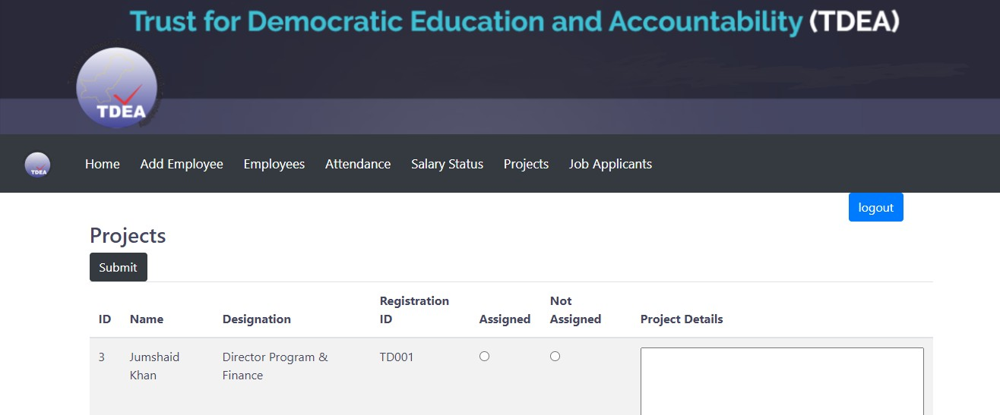 Trust for Democratic Education and Accountability (TDEA)
TDEA
TDEA
Home Add Employee Employees Attendance Salary Status Projects Job Applicants
logout
Projects
Submit
ID Name Designation Registration ID Assigned Not Assigned Project Details
3 Jumshaid Khan Director Program & Finance TD001